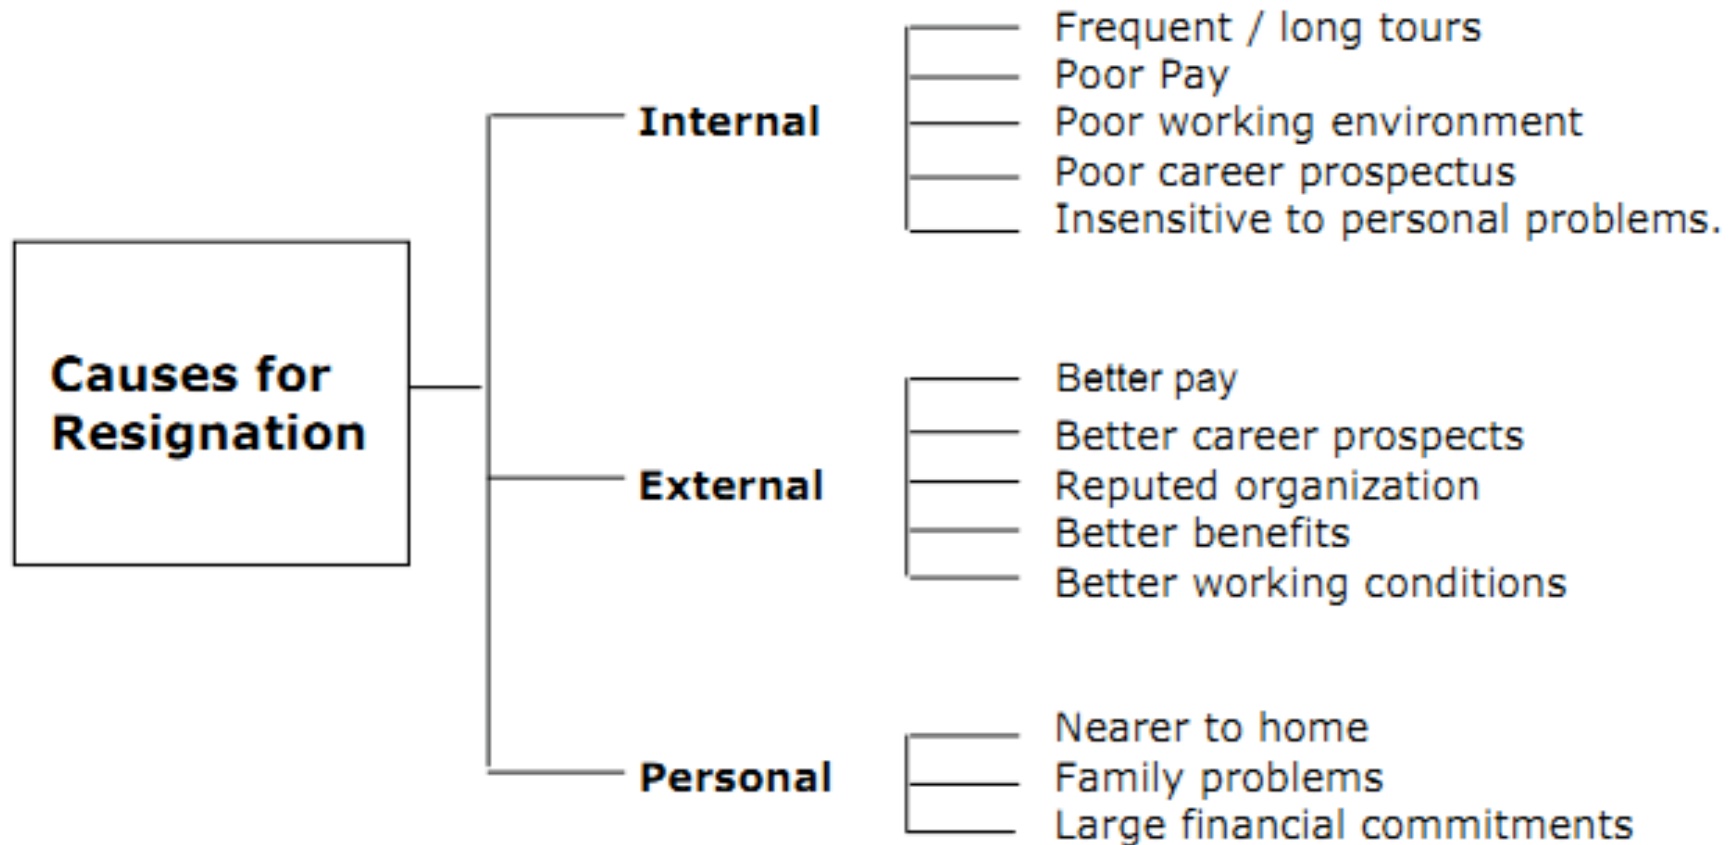 Causes for
Resignation
Internal
Frequent / long tours
Poor Pay
Poor working environment
Poor career prospectus
Insensitive to personal problems.
External
Better pay
Better career prospects
Reputed organization
Better benefits
Better working conditions
Personal
Nearer to home
Family problems
Large financial commitments